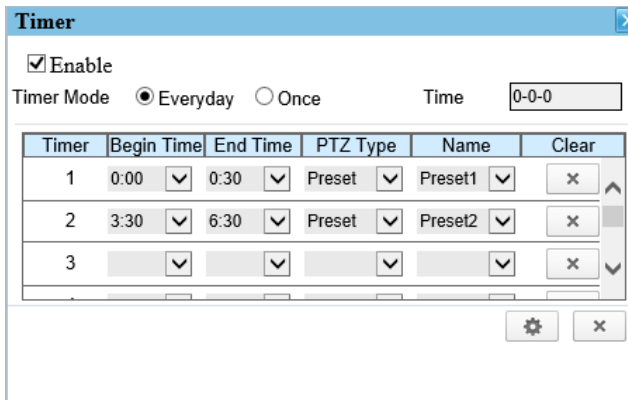 Timer
Enable
Timer Mode Everyday Once Time 0-0-0
Timer Begin Time End Time PTZ Type Name Clear
1 0:00 0:30 Preset Preset1
2 3:30 6:30 Preset Preset2
3